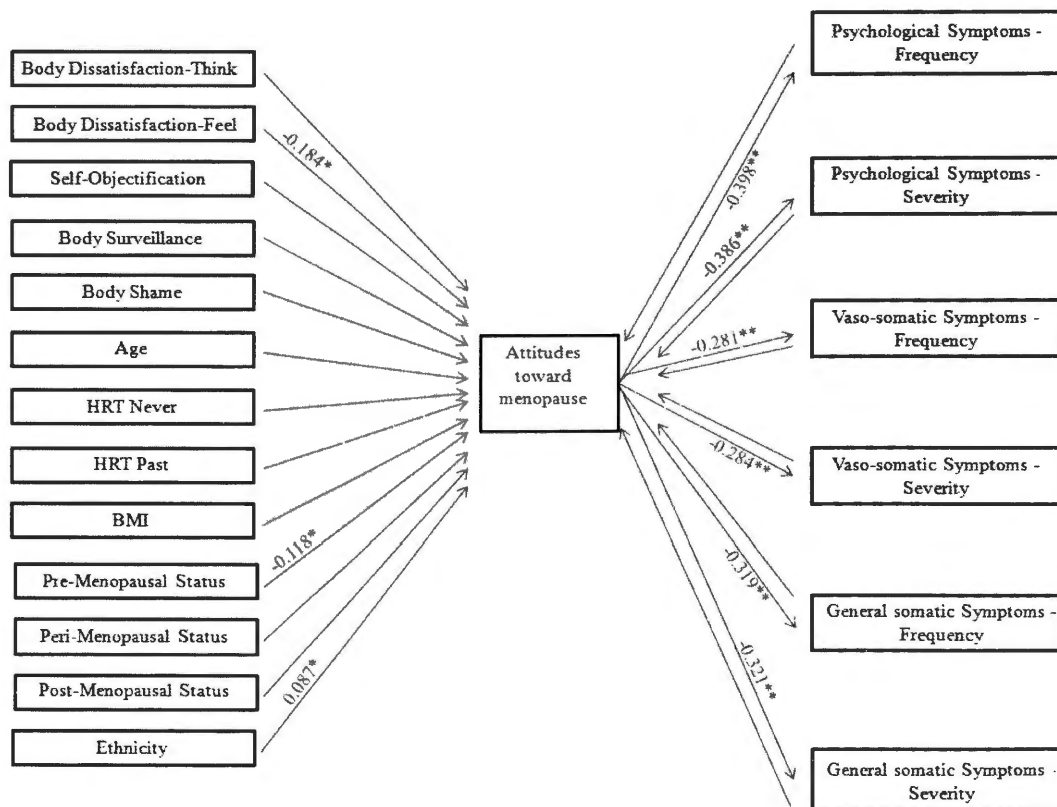 Body Dissatisfaction-Think
Body Dissatisfaction-Feel
Self-Objectification
Body Surveillance
Body Shame
Age
HRT Never
HRT Past
BMI
Pre-Menopausal Status
Peri-Menopausal Status
Post-Menopausal Status
Ethnicity
-0.184*
-0.118*
0.087*
Attitudes
toward
menopause
-0.398**
-0.386**
-0.281**
-0.284**
-0.319**
-0.321**
Psychological Symptoms -
Frequency
Psychological Symptoms -
Severity
Vaso-somatic Symptoms -
Frequency
Vaso-somatic Symptoms -
Severity
General somatic Symptoms -
Frequency
General somatic Symptoms -
Severity